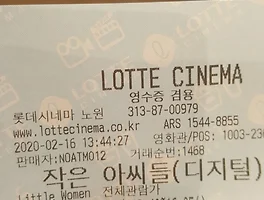 LOTTE CINEMA
영수증 겸용
롯데시네마 노원 313-87-00979
www.lottecinema.co.kr ARS 1544-8855
2020-02-16 13:44:27 영화관/POS: 1003-236
판매자:NOATM012 거래순번:1468
작은 아씨들(디지털)
Little Women 전체관람가